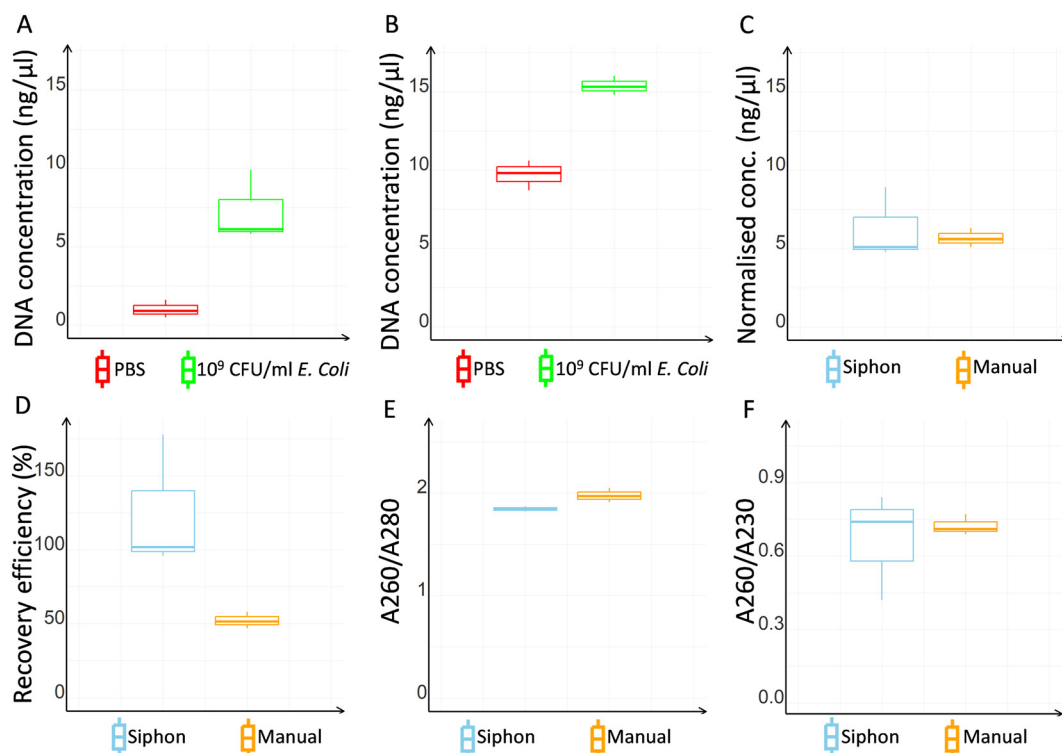 A
DNA concentration (ng/µl)
15
10
5
0
PBS
10⁹ CFU/ml E. Coli
B
DNA concentration (ng/µl)
15
10
5
0
PBS
10⁹ CFU/ml E. Coli
C
Normalised conc. (ng/µl)
15
10
5
0
Siphon
Manual
D
Recovery efficiency (%)
150
100
50
0
Siphon
Manual
E
A260/A280
2
1
0
Siphon
Manual
F
A260/A230
0.9
0.6
0.3
0.0
Siphon
Manual